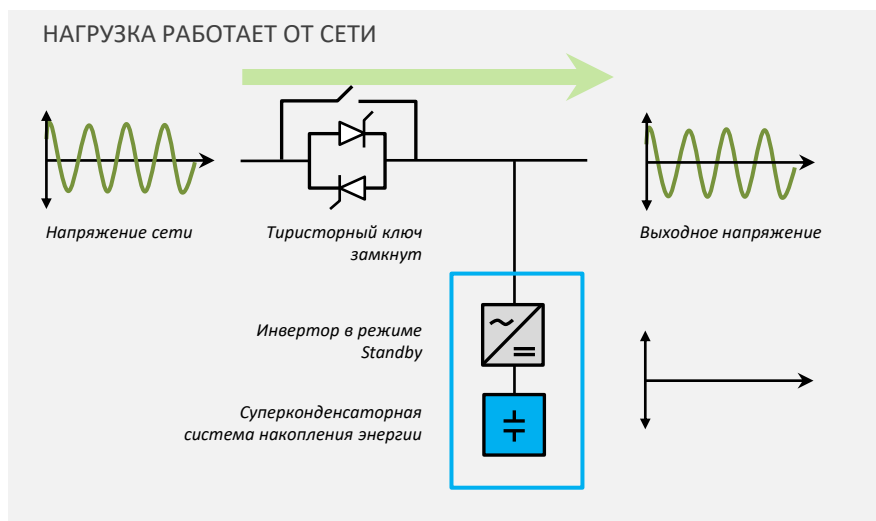 НАГРУЗКА РАБОТАЕТ ОТ СЕТИ
Напряжение сети
Тиристорный ключ
замкнут
Выходное напряжение
Инвертор в режиме
Standby
Суперконденсаторная
система накопления энергии